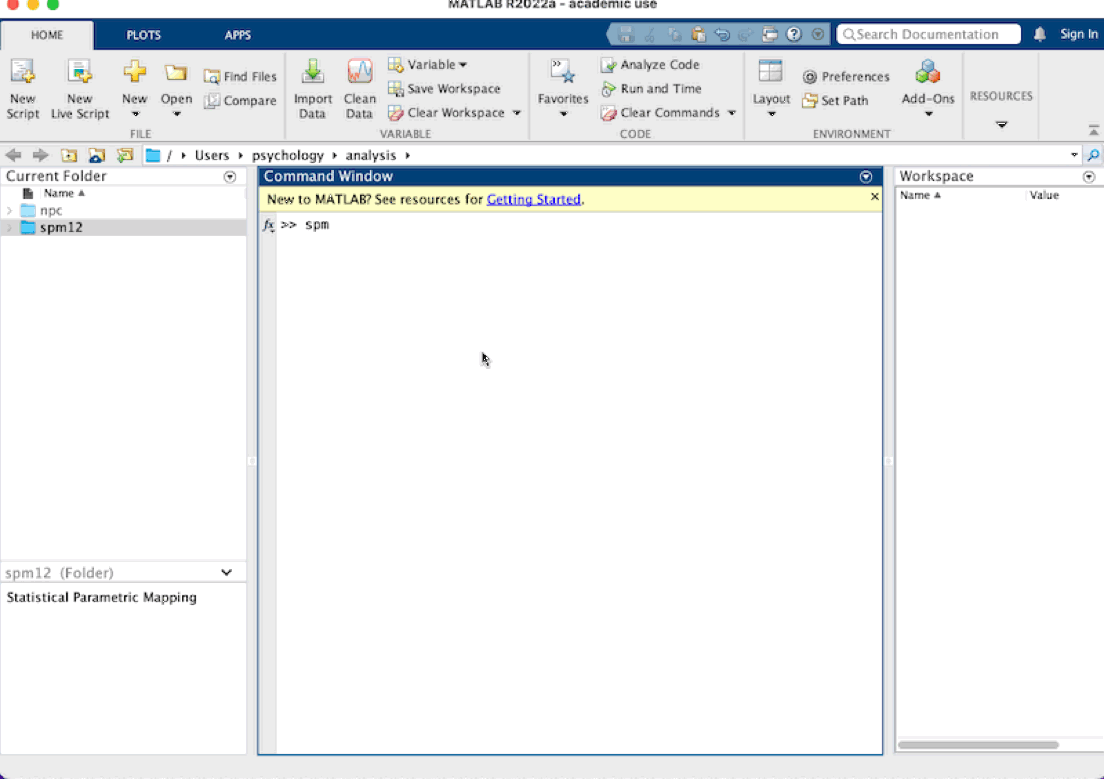 MATLAB R2022a - academic use
HOME PLOTS APPS Search Documentation Sign In
New Script
New Live Script
New
Open
Find Files
Compare
FILE
Import Data
Clean Data
Variable
Save Workspace
Clear Workspace
VARIABLE
Favorites
Analyze Code
Run and Time
Clear Commands
CODE
Layout
Preferences
Set Path
Add-Ons
ENVIRONMENT
RESOURCES
/ Users psychology analysis
Current Folder
Name
npc
spm12
spm12 (Folder)
Statistical Parametric Mapping
Command Window
New to MATLAB? See resources for Getting Started.
fx >> spm
Workspace
Name Value